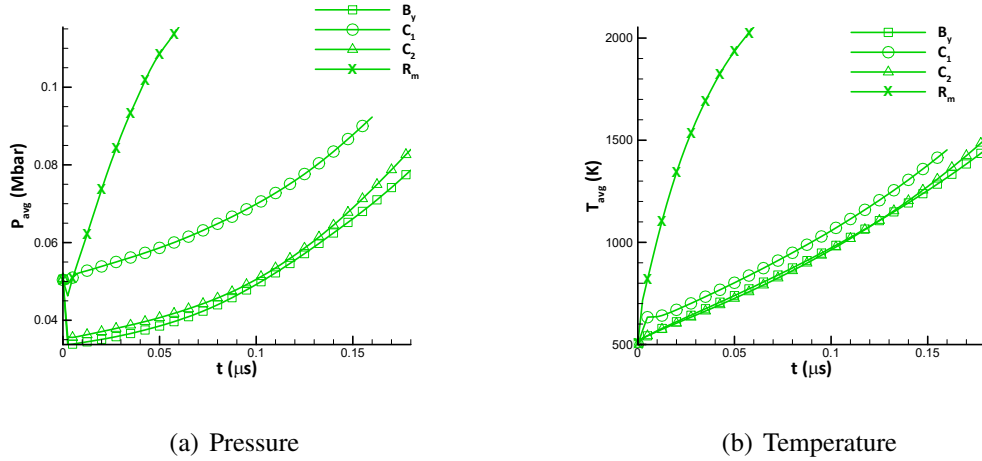 P_avg (Mbar)
0.1
0.08
0.06
0.04
0
0.05
0.1
0.15
t (μs)
B_y
C_1
C_2
R_m
(a) Pressure
T_avg (K)
2000
1500
1000
500
0
0.05
0.1
0.15
t (μs)
B_y
C_1
C_2
R_m
(b) Temperature